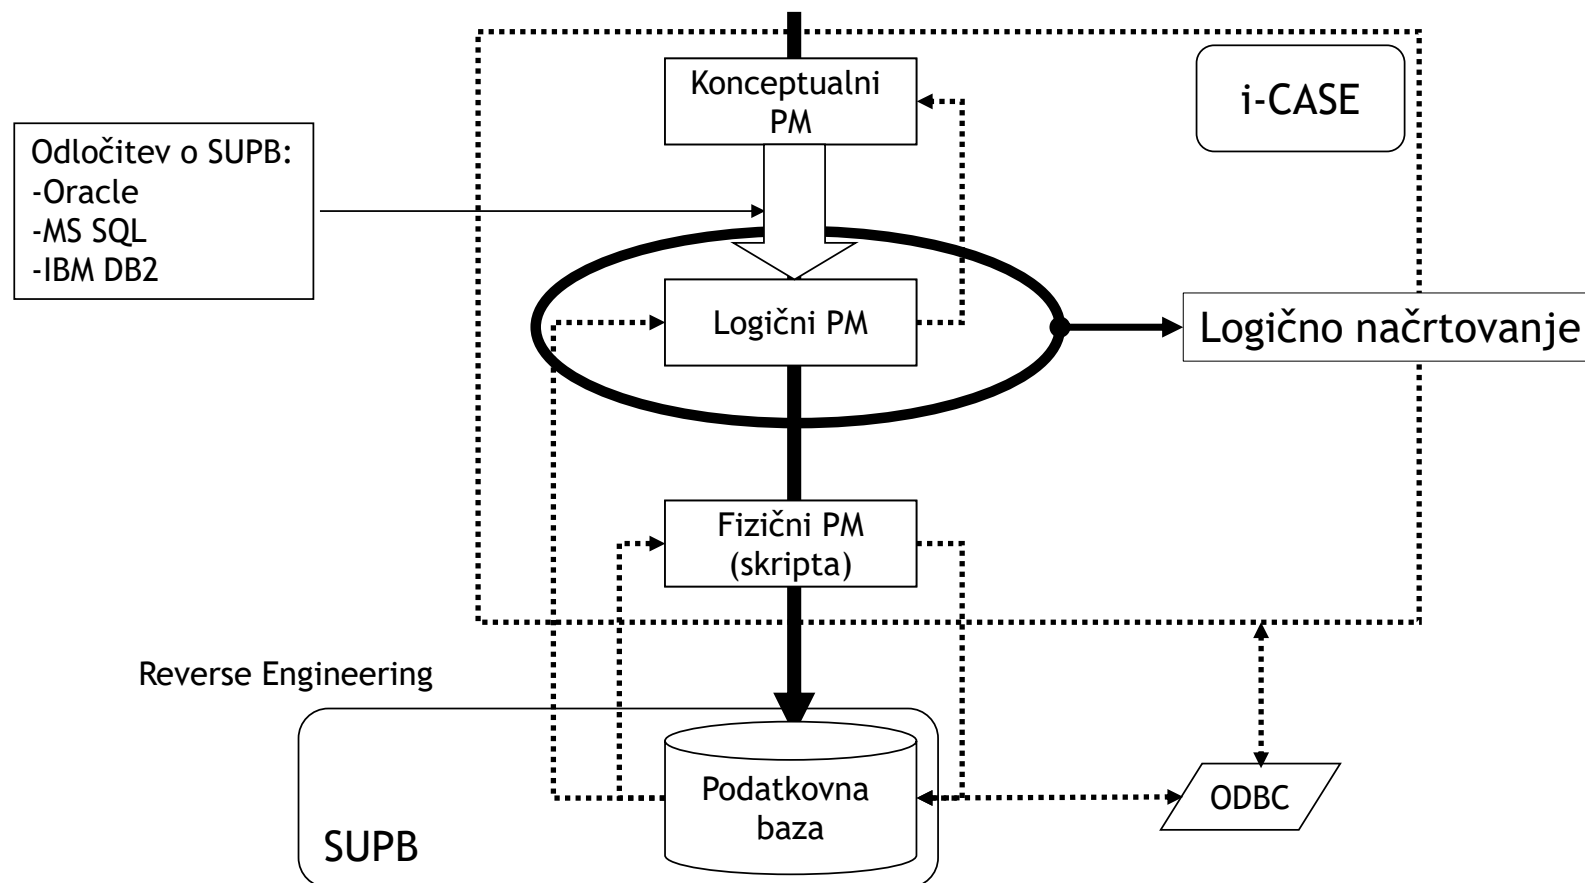 Konceptualni
PM
i-CASE
Odločitev o SUPB:
-Oracle
-MS SQL
-IBM DB2
Logični PM
Logično načrtovanje
Fizični PM
(skripta)
Reverse Engineering
Podatkovna
baza
ODBC
SUPB